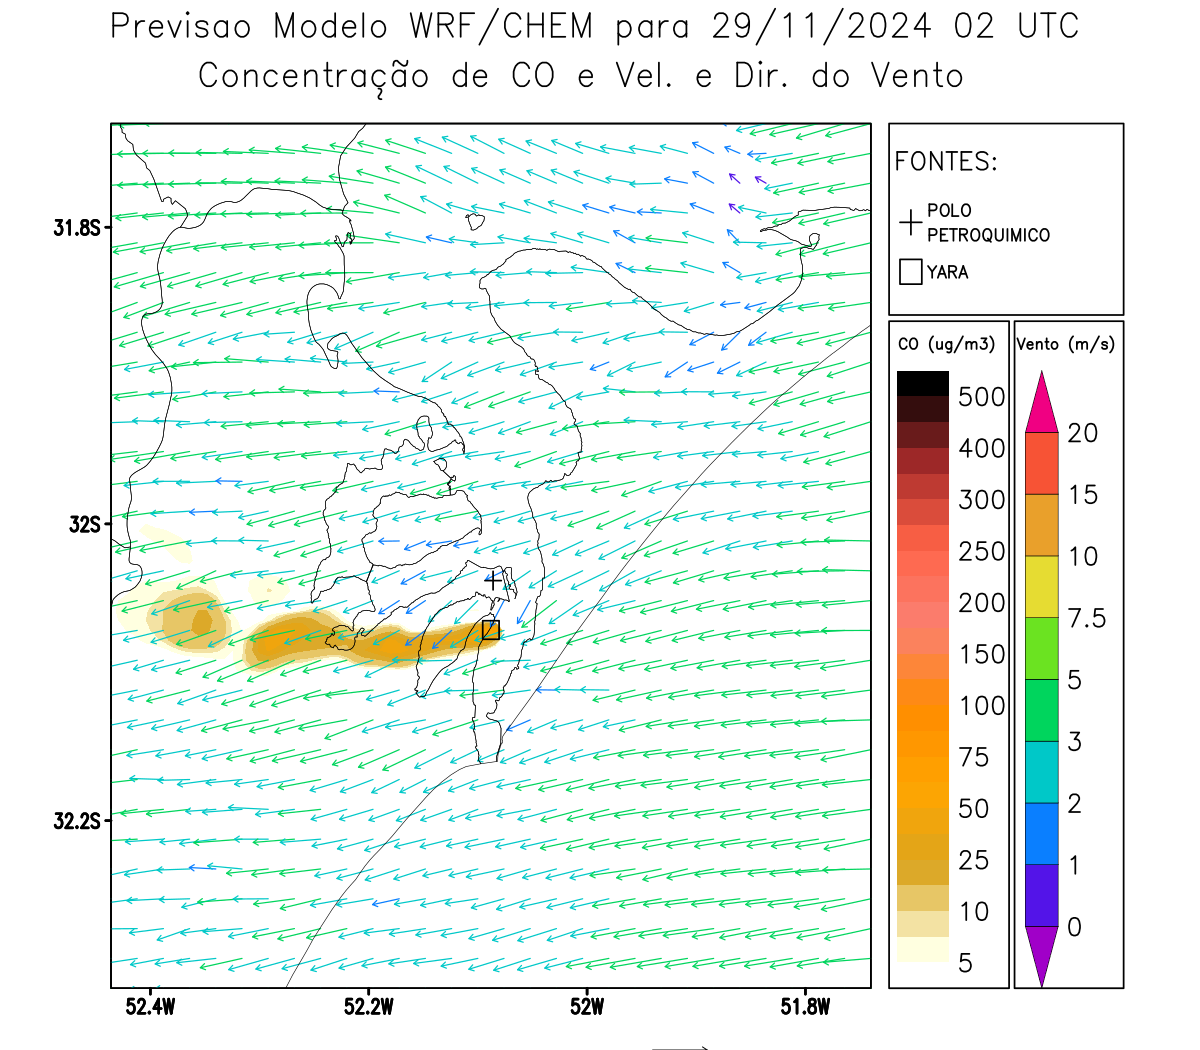 Previsao Modelo WRF/CHEM para 29/11/2024 02 UTC
Concentração de CO e Vel. e Dir. do Vento
FONTES:
POLO
PETROQUIMICO
YARA
CO (ug/m3)
500
400
300
250
200
150
100
75
50
25
10
5
Vento (m/s)
20
15
10
7.5
5
3
2
1
0
31.8S
32S
32.2S
52.4W
52.2W
52W
51.8W